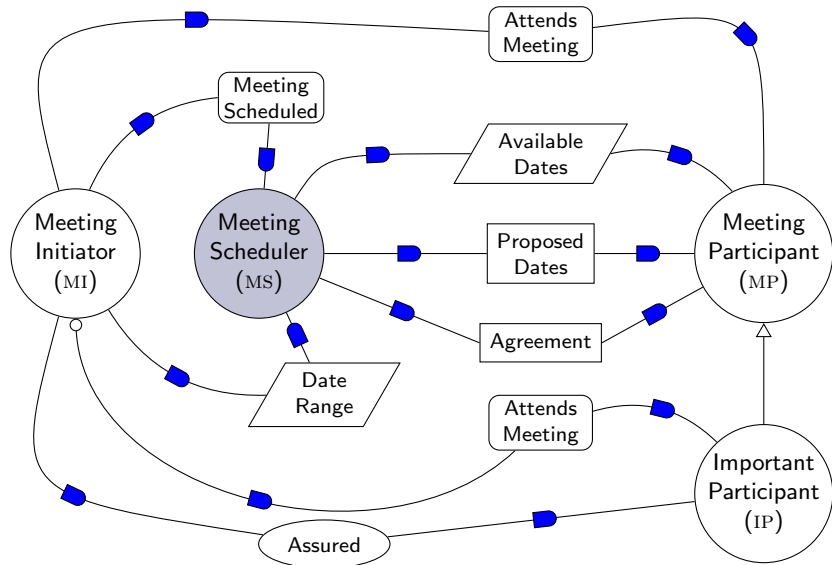 Attends
Meeting
Meeting
Scheduled
Available
Dates
Meeting
Initiator
(MI)
Meeting
Scheduler
(MS)
Proposed
Dates
Meeting
Participant
(MP)
Agreement
Date
Range
Attends
Meeting
Important
Participant
(IP)
Assured